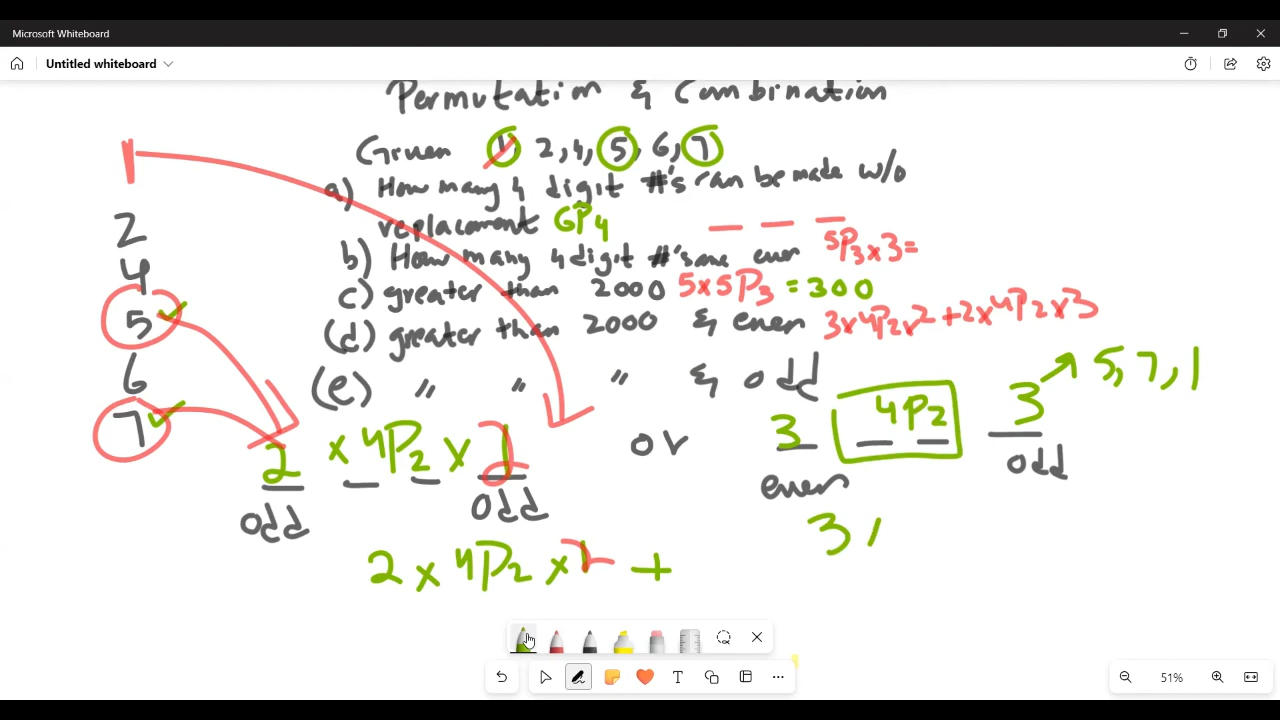 Microsoft Whiteboard
Untitled whiteboard
Permutation & Combination
Given 1, 2, 4, 5, 6, 7
a) How many 4 digit #'s can be made w/o
replacement 6P4
b) How many 4 digit #'s are even 5P3 x 3 =
c) greater than 2000 5 x 5P3 = 300
(d) greater than 2000 & even 3 x 4P2 x 2 + 2 x 4P2 x 3
(e) " " " & odd
1
2
4
5
6
7
2 x 4P2 x 2 or 3 4P2 3 → 5, 7, 1
odd odd even odd
2 x 4P2 x 2 + 3
51%